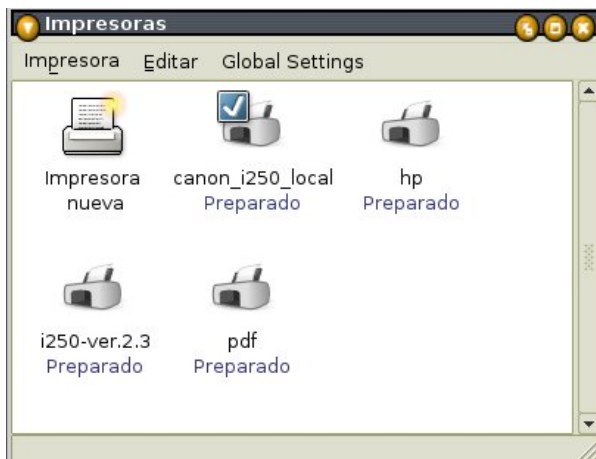 Impresoras
Impresora Editar Global Settings
Impresora
nueva
canon_i250_local
Preparado
hp
Preparado
i250-ver.2.3
Preparado
pdf
Preparado